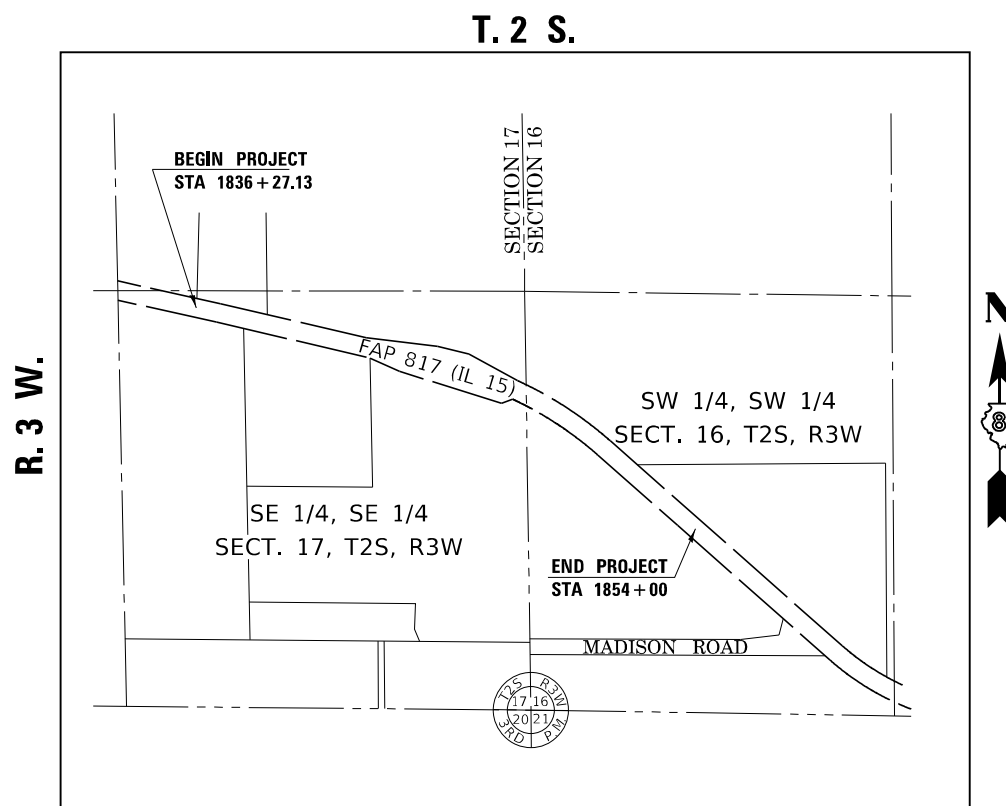 T. 2 S.
R. 3 W.
BEGIN PROJECT
STA 1836+27.13
SECTION 17
SECTION 16
N
8
FAP 817 (IL 15)
SW 1/4, SW 1/4
SECT. 16, T2S, R3W
SE 1/4, SE 1/4
SECT. 17, T2S, R3W
END PROJECT
STA 1854+00
MADISON ROAD
T2S R3W
17 16
20 21
3RD P.M.